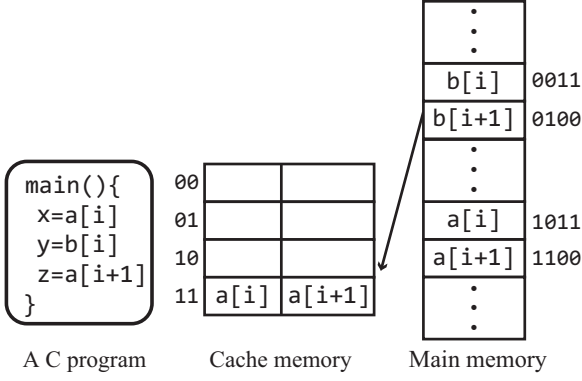 main(){
x=a[i]
y=b[i]
z=a[i+1]
}
A C program
00
01
10
11 a[i] a[i+1]
Cache memory
b[i] 0011
b[i+1] 0100
a[i] 1011
a[i+1] 1100
Main memory